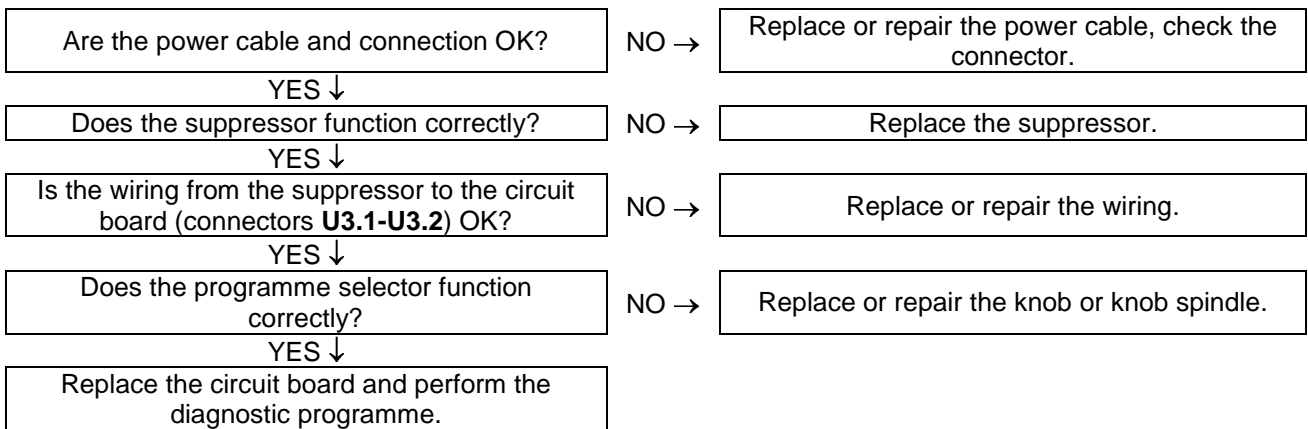 Are the power cable and connection OK?
NO →
Replace or repair the power cable, check the
connector.
YES ↓
Does the suppressor function correctly?
NO →
Replace the suppressor.
YES ↓
Is the wiring from the suppressor to the circuit
board (connectors U3.1-U3.2) OK?
NO →
Replace or repair the wiring.
YES ↓
Does the programme selector function
correctly?
NO →
Replace or repair the knob or knob spindle.
YES ↓
Replace the circuit board and perform the
diagnostic programme.